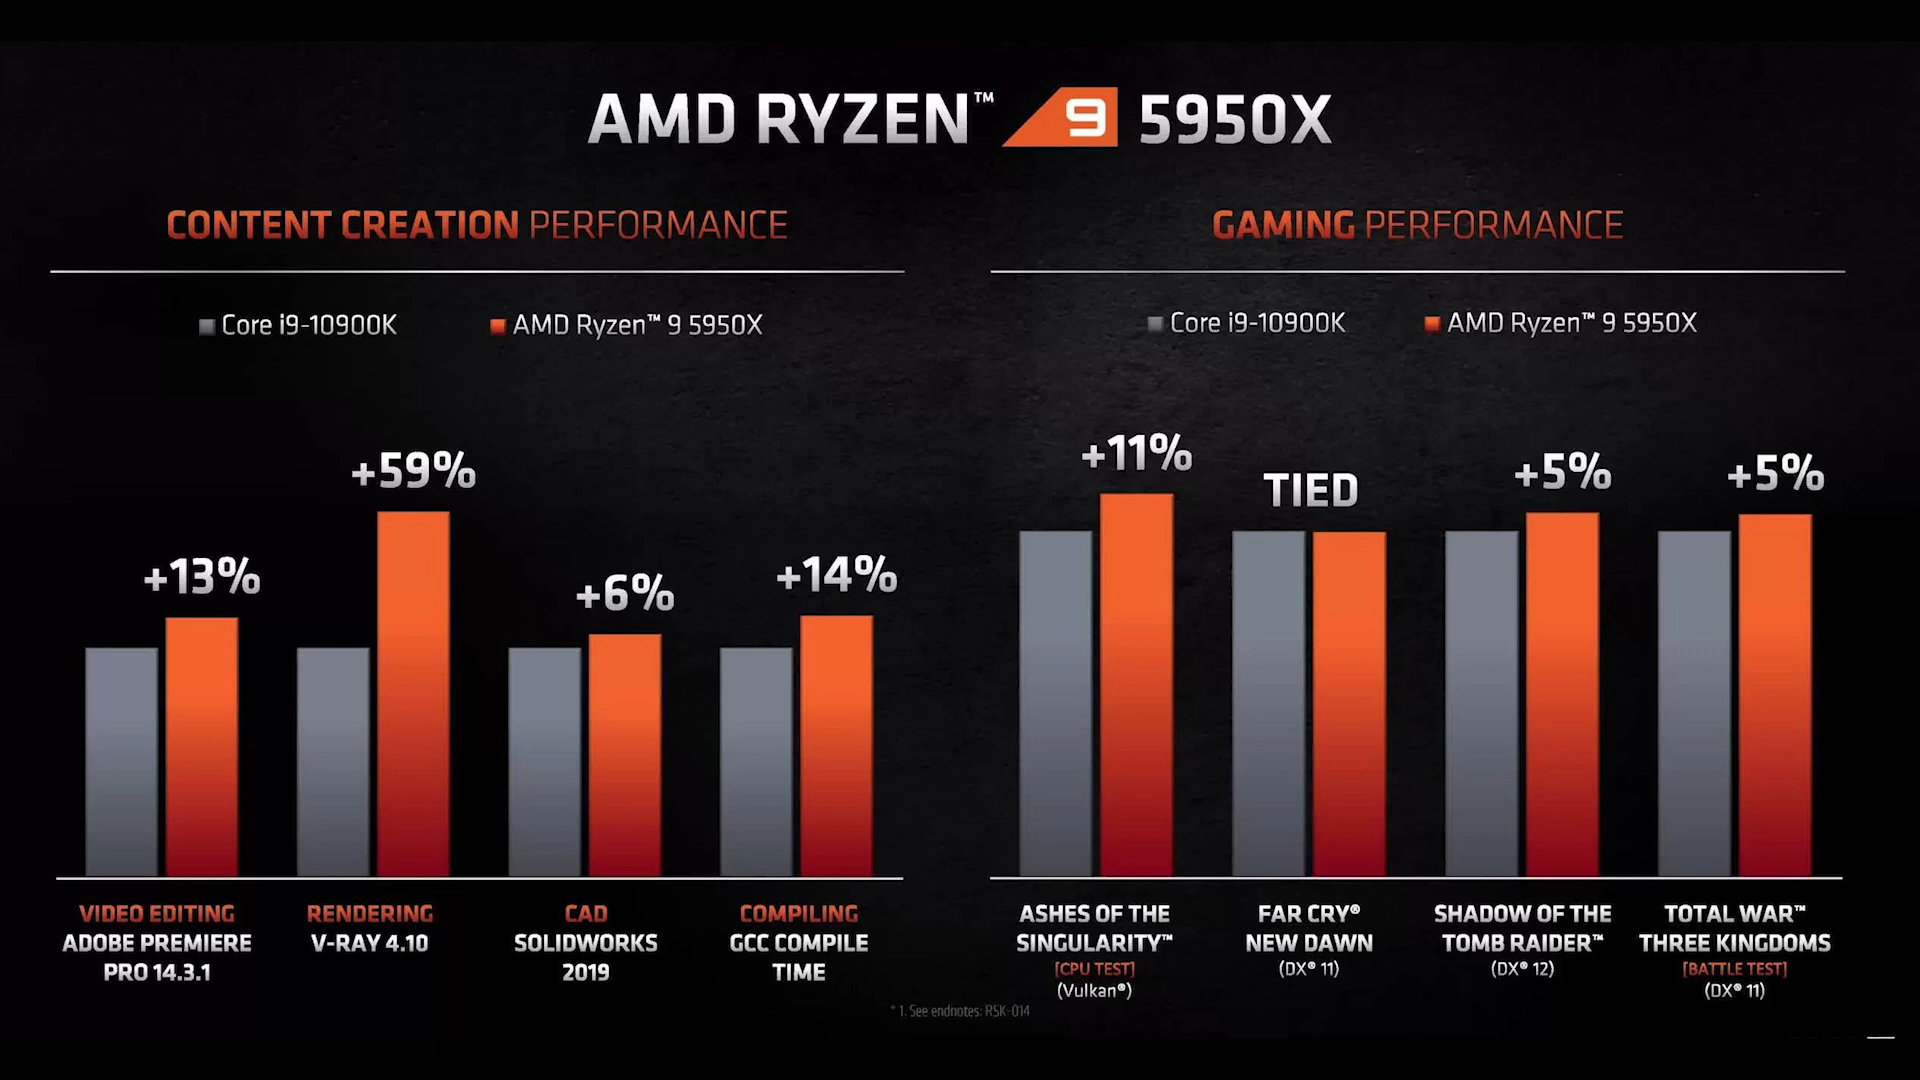 AMD RYZEN™ 9 5950X
CONTENT CREATION PERFORMANCE
Core i9-10900K AMD Ryzen™ 9 5950X
+13%
+59%
+6%
+14%
VIDEO EDITING
ADOBE PREMIERE
PRO 14.3.1
RENDERING
V-RAY 4.10
CAD
SOLIDWORKS
2019
COMPILING
GCC COMPILE
TIME
GAMING PERFORMANCE
Core i9-10900K AMD Ryzen™ 9 5950X
+11%
TIED
+5%
+5%
ASHES OF THE
SINGULARITY™
[CPU TEST]
(Vulkan®)
FAR CRY®
NEW DAWN
(DX® 11)
SHADOW OF THE
TOMB RAIDER™
(DX® 12)
TOTAL WAR™
THREE KINGDOMS
[BATTLE TEST]
(DX® 11)
* 1. See endnotes: R5K-014